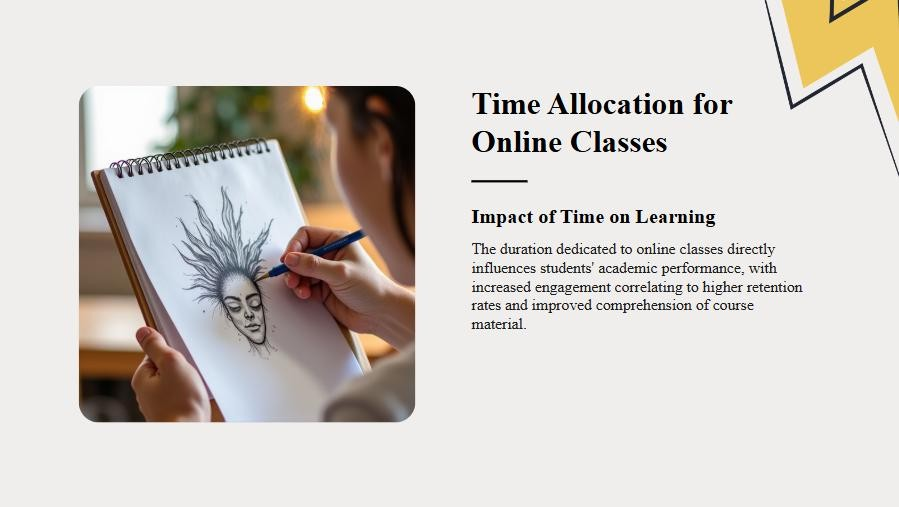 Time Allocation for
Online Classes
Impact of Time on Learning
The duration dedicated to online classes directly
influences students' academic performance, with
increased engagement correlating to higher retention
rates and improved comprehension of course
material.